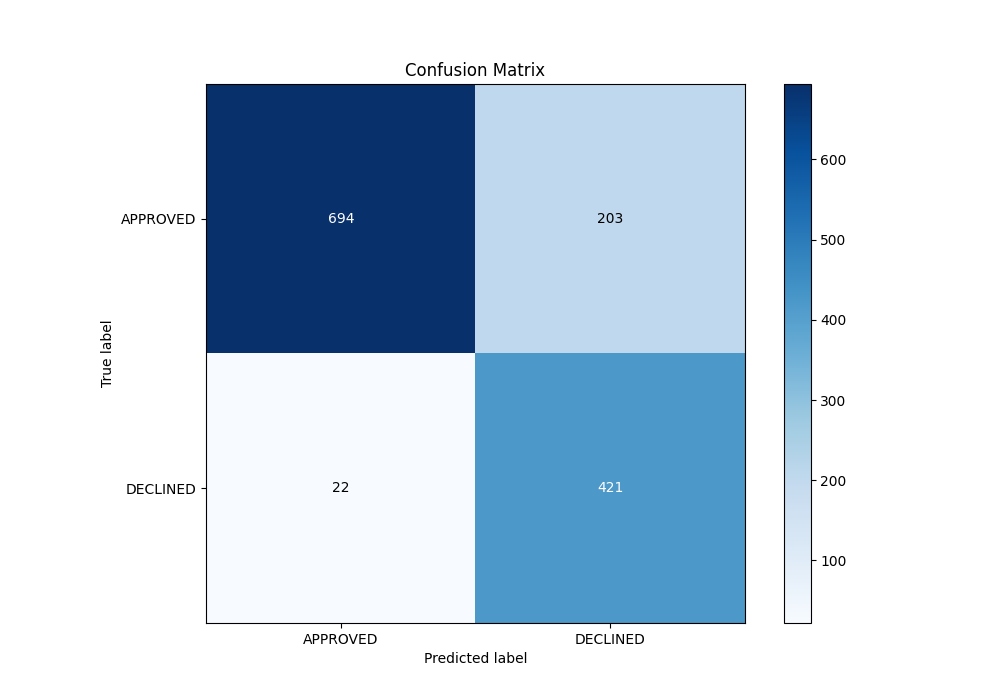 Confusion Matrix
True label
APPROVED
694
203
DECLINED
22
421
APPROVED
DECLINED
Predicted label
600
500
400
300
200
100